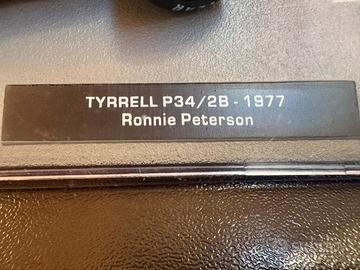 TYRRELL P34/2B - 1977
Ronnie Peterson